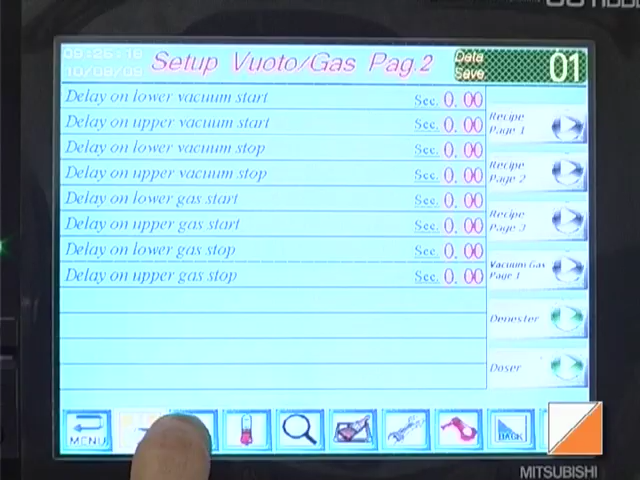 09:26:18
10/08/09
Setup Vuoto/Gas Pag.2
Data
Save
01
Delay on lower vacuum start Sec. 0.00
Delay on upper vacuum start Sec. 0.00
Delay on lower vacuum stop Sec. 0.00
Delay on upper vacuum stop Sec. 0.00
Delay on lower gas start Sec. 0.00
Delay on upper gas start Sec. 0.00
Delay on lower gas stop Sec. 0.00
Delay on upper gas stop Sec. 0.00
Recipe
Page 1
Recipe
Page 2
Recipe
Page 3
Vacuum Gas
Page 1
Denester
Doser
MENU
BACK
MITSUBISHI